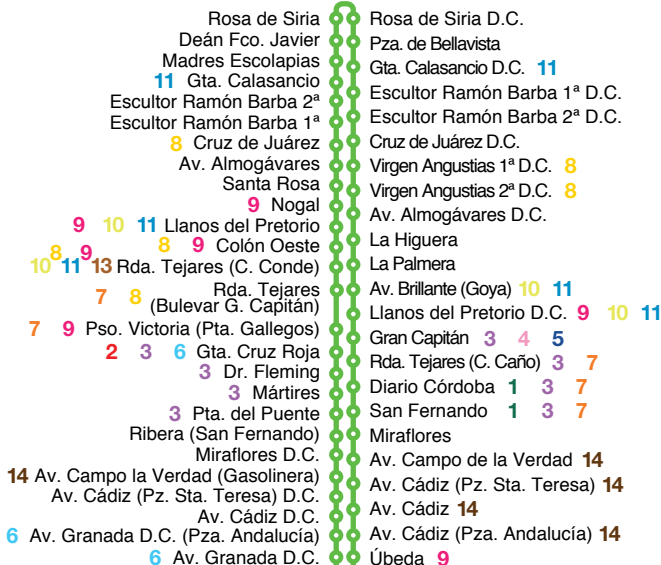 Rosa de Siria
Deán Fco. Javier
Madres Escolapias
11 Gta. Calasancio
Escultor Ramón Barba 2ª
Escultor Ramón Barba 1ª
8 Cruz de Juárez
Av. Almogávares
Santa Rosa
9 Nogal
9 10 11 Llanos del Pretorio
8 9 Colón Oeste
8 9
10 11 13 Rda. Tejares (C. Conde)
7 8 Rda. Tejares
(Bulevar G. Capitán)
7 9 Pso. Victoria (Pta. Gallegos)
2 3 6 Gta. Cruz Roja
3 Dr. Fleming
3 Mártires
3 Pta. del Puente
Ribera (San Fernando)
Miraflores D.C.
14 Av. Campo la Verdad (Gasolinera)
Av. Cádiz (Pz. Sta. Teresa) D.C.
Av. Cádiz D.C.
6 Av. Granada D.C. (Pza. Andalucía)
6 Av. Granada D.C.
Rosa de Siria D.C.
Pza. de Bellavista
Gta. Calasancio D.C. 11
Escultor Ramón Barba 1ª D.C.
Escultor Ramón Barba 2ª D.C.
Cruz de Juárez D.C.
Virgen Angustias 1ª D.C. 8
Virgen Angustias 2ª D.C. 8
Av. Almogávares D.C.
La Higuera
La Palmera
Av. Brillante (Goya) 10 11
Llanos del Pretorio D.C. 9 10 11
Gran Capitán 3 4 5
Rda. Tejares (C. Caño) 3 7
Diario Córdoba 1 3 7
San Fernando 1 3 7
Miraflores
Av. Campo de la Verdad 14
Av. Cádiz (Pz. Sta. Teresa) 14
Av. Cádiz 14
Av. Cádiz (Pza. Andalucía) 14
Úbeda 9